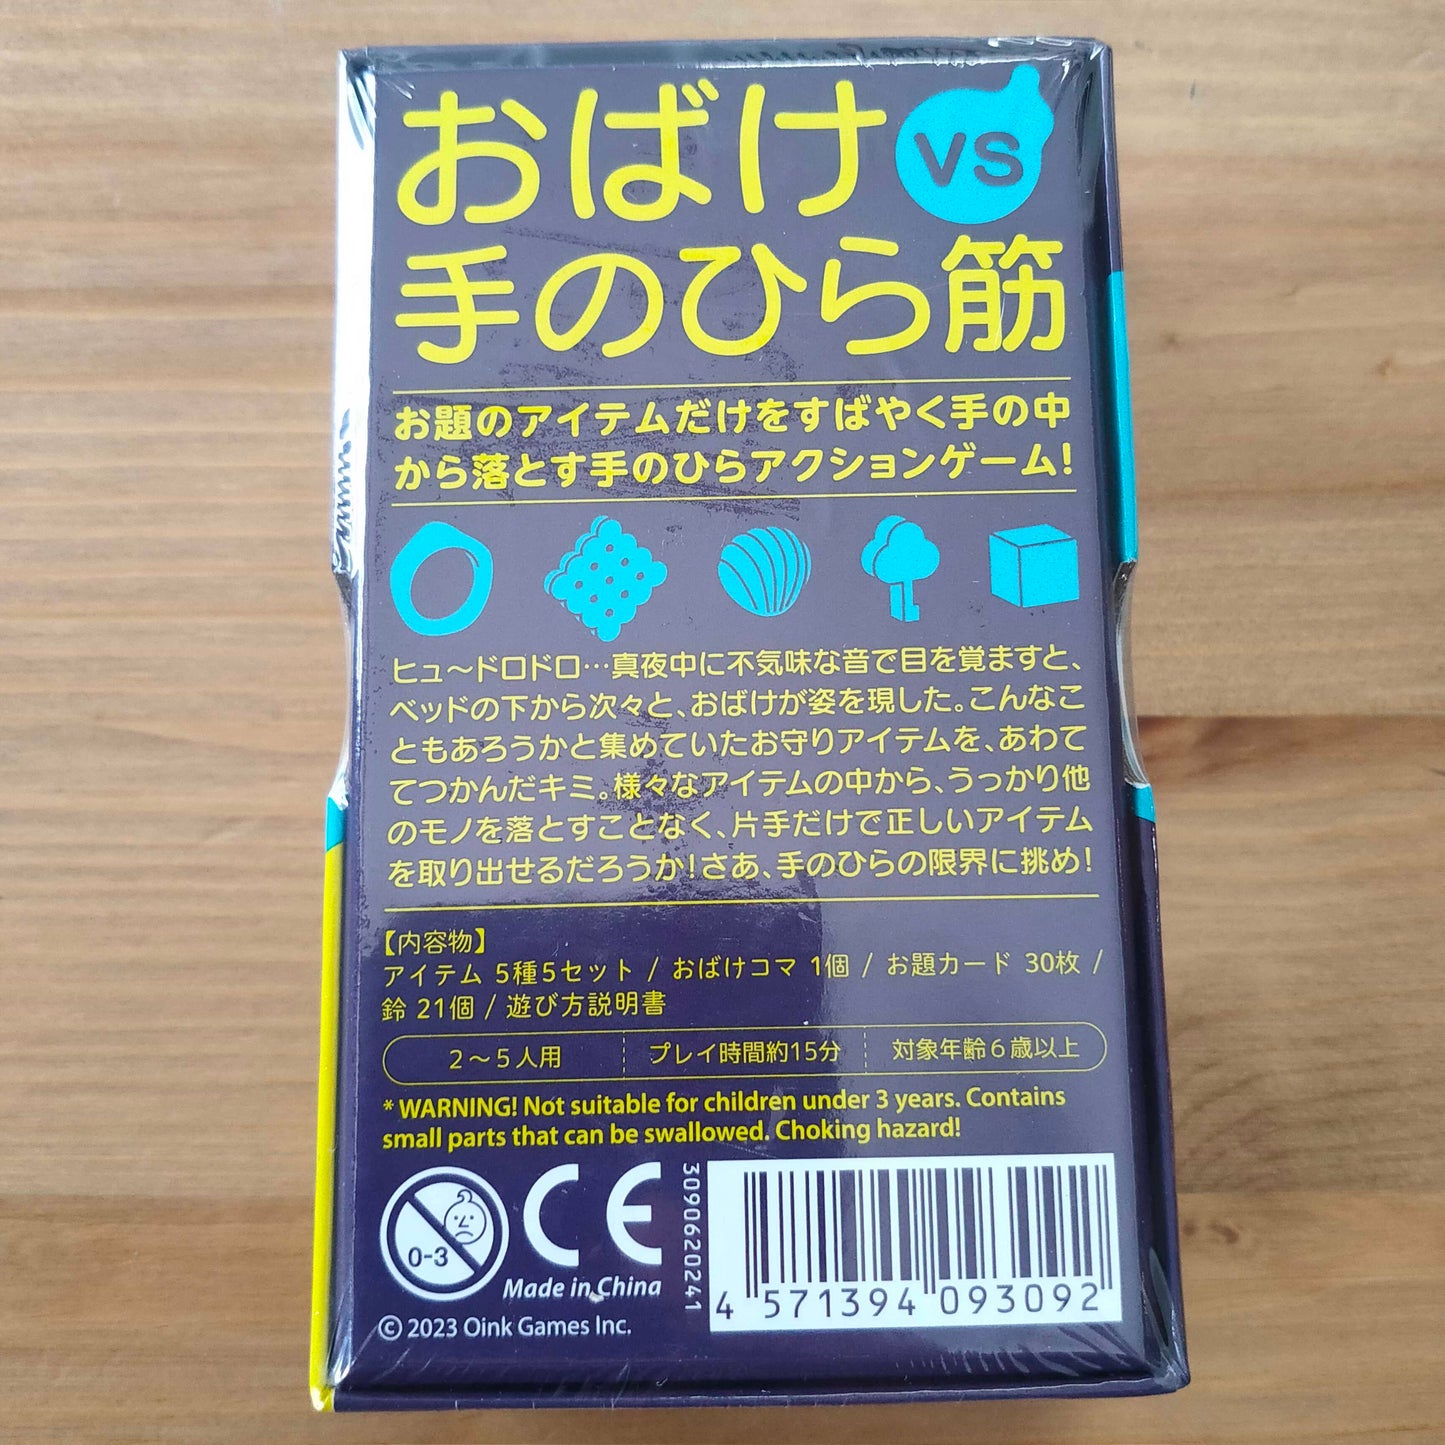 おばけ VS
手のひら筋
お題のアイテムだけをすばやく手の中
から落とす手のひらアクションゲーム!
ヒュ〜ドロドロ…真夜中に不気味な音で目を覚ますと、
ベッドの下から次々と、おばけが姿を現した。こんなこ
ともあろうかと集めていたお守りアイテムを、あわて
てつかんだキミ。様々なアイテムの中から、うっかり他
のモノを落とすことなく、片手だけで正しいアイテム
を取り出せるだろうか!さあ、手のひらの限界に挑め!
【内容物】
アイテム 5種5セット / おばけコマ 1個 / お題カード 30枚 /
鈴 21個 / 遊び方説明書
2〜5人用 プレイ時間約15分 対象年齢6歳以上
* WARNING! Not suitable for children under 3 years. Contains
small parts that can be swallowed. Choking hazard!
0-3
CE
Made in China
© 2023 Oink Games Inc.
3090620241
4 571394 093092